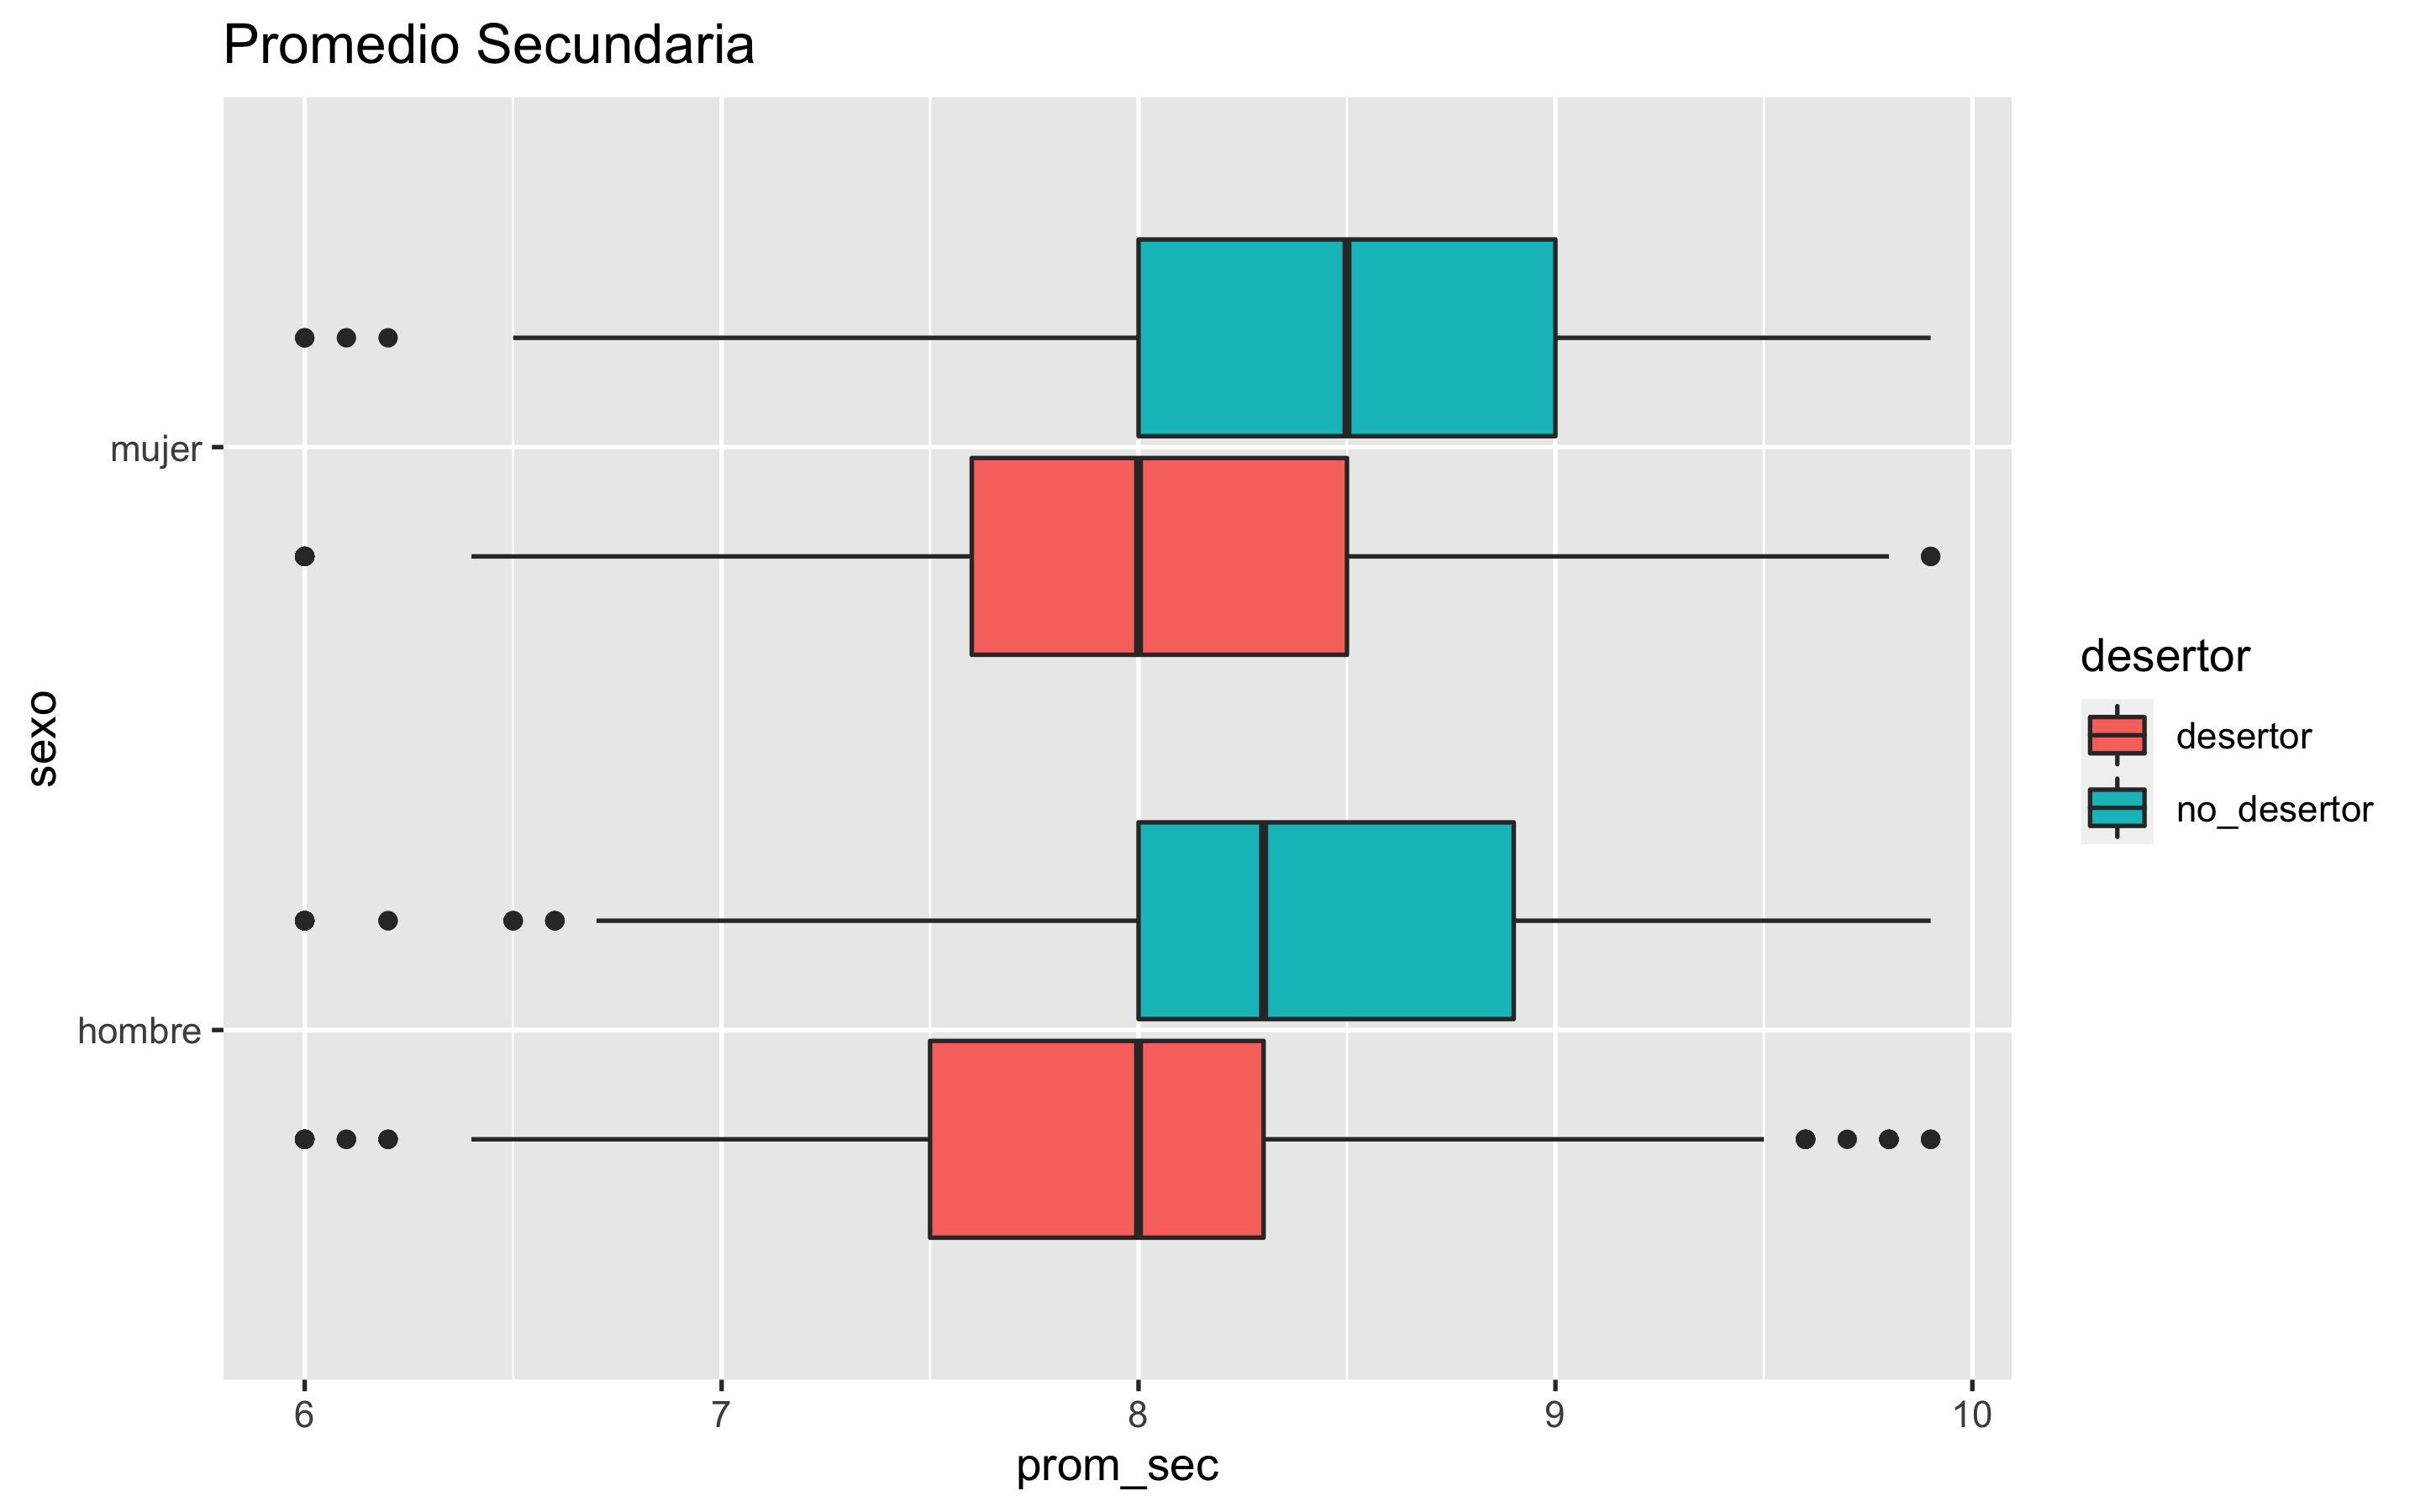 Promedio Secundaria
mujer
hombre
sexo
6 7 8 9 10
prom_sec
desertor
desertor
no_desertor